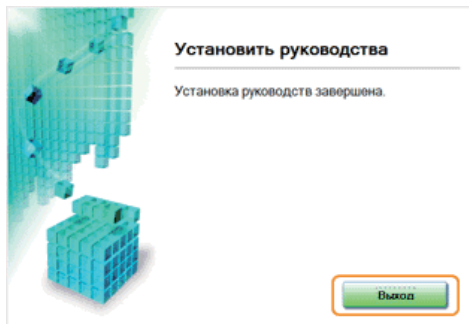 Установить руководства
Установка руководств завершена.
Выход